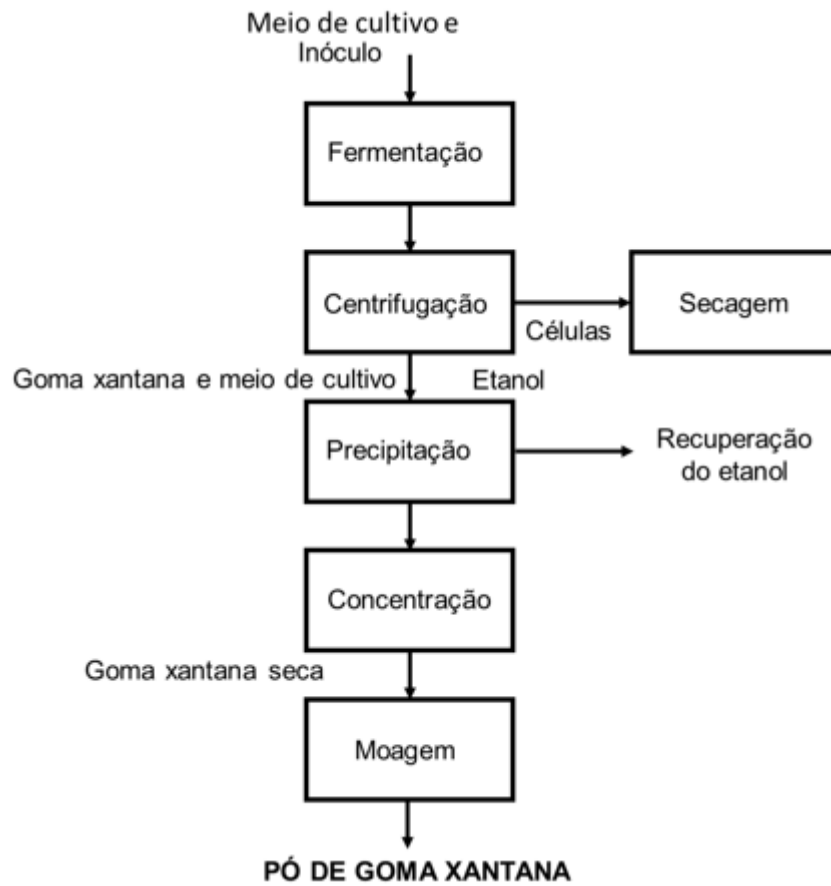 Meio de cultivo e
Inóculo
Fermentação
Centrifugação
Células
Secagem
Goma xantana e meio de cultivo
Etanol
Precipitação
Recuperação
do etanol
Concentração
Goma xantana seca
Moagem
PÓ DE GOMA XANTANA